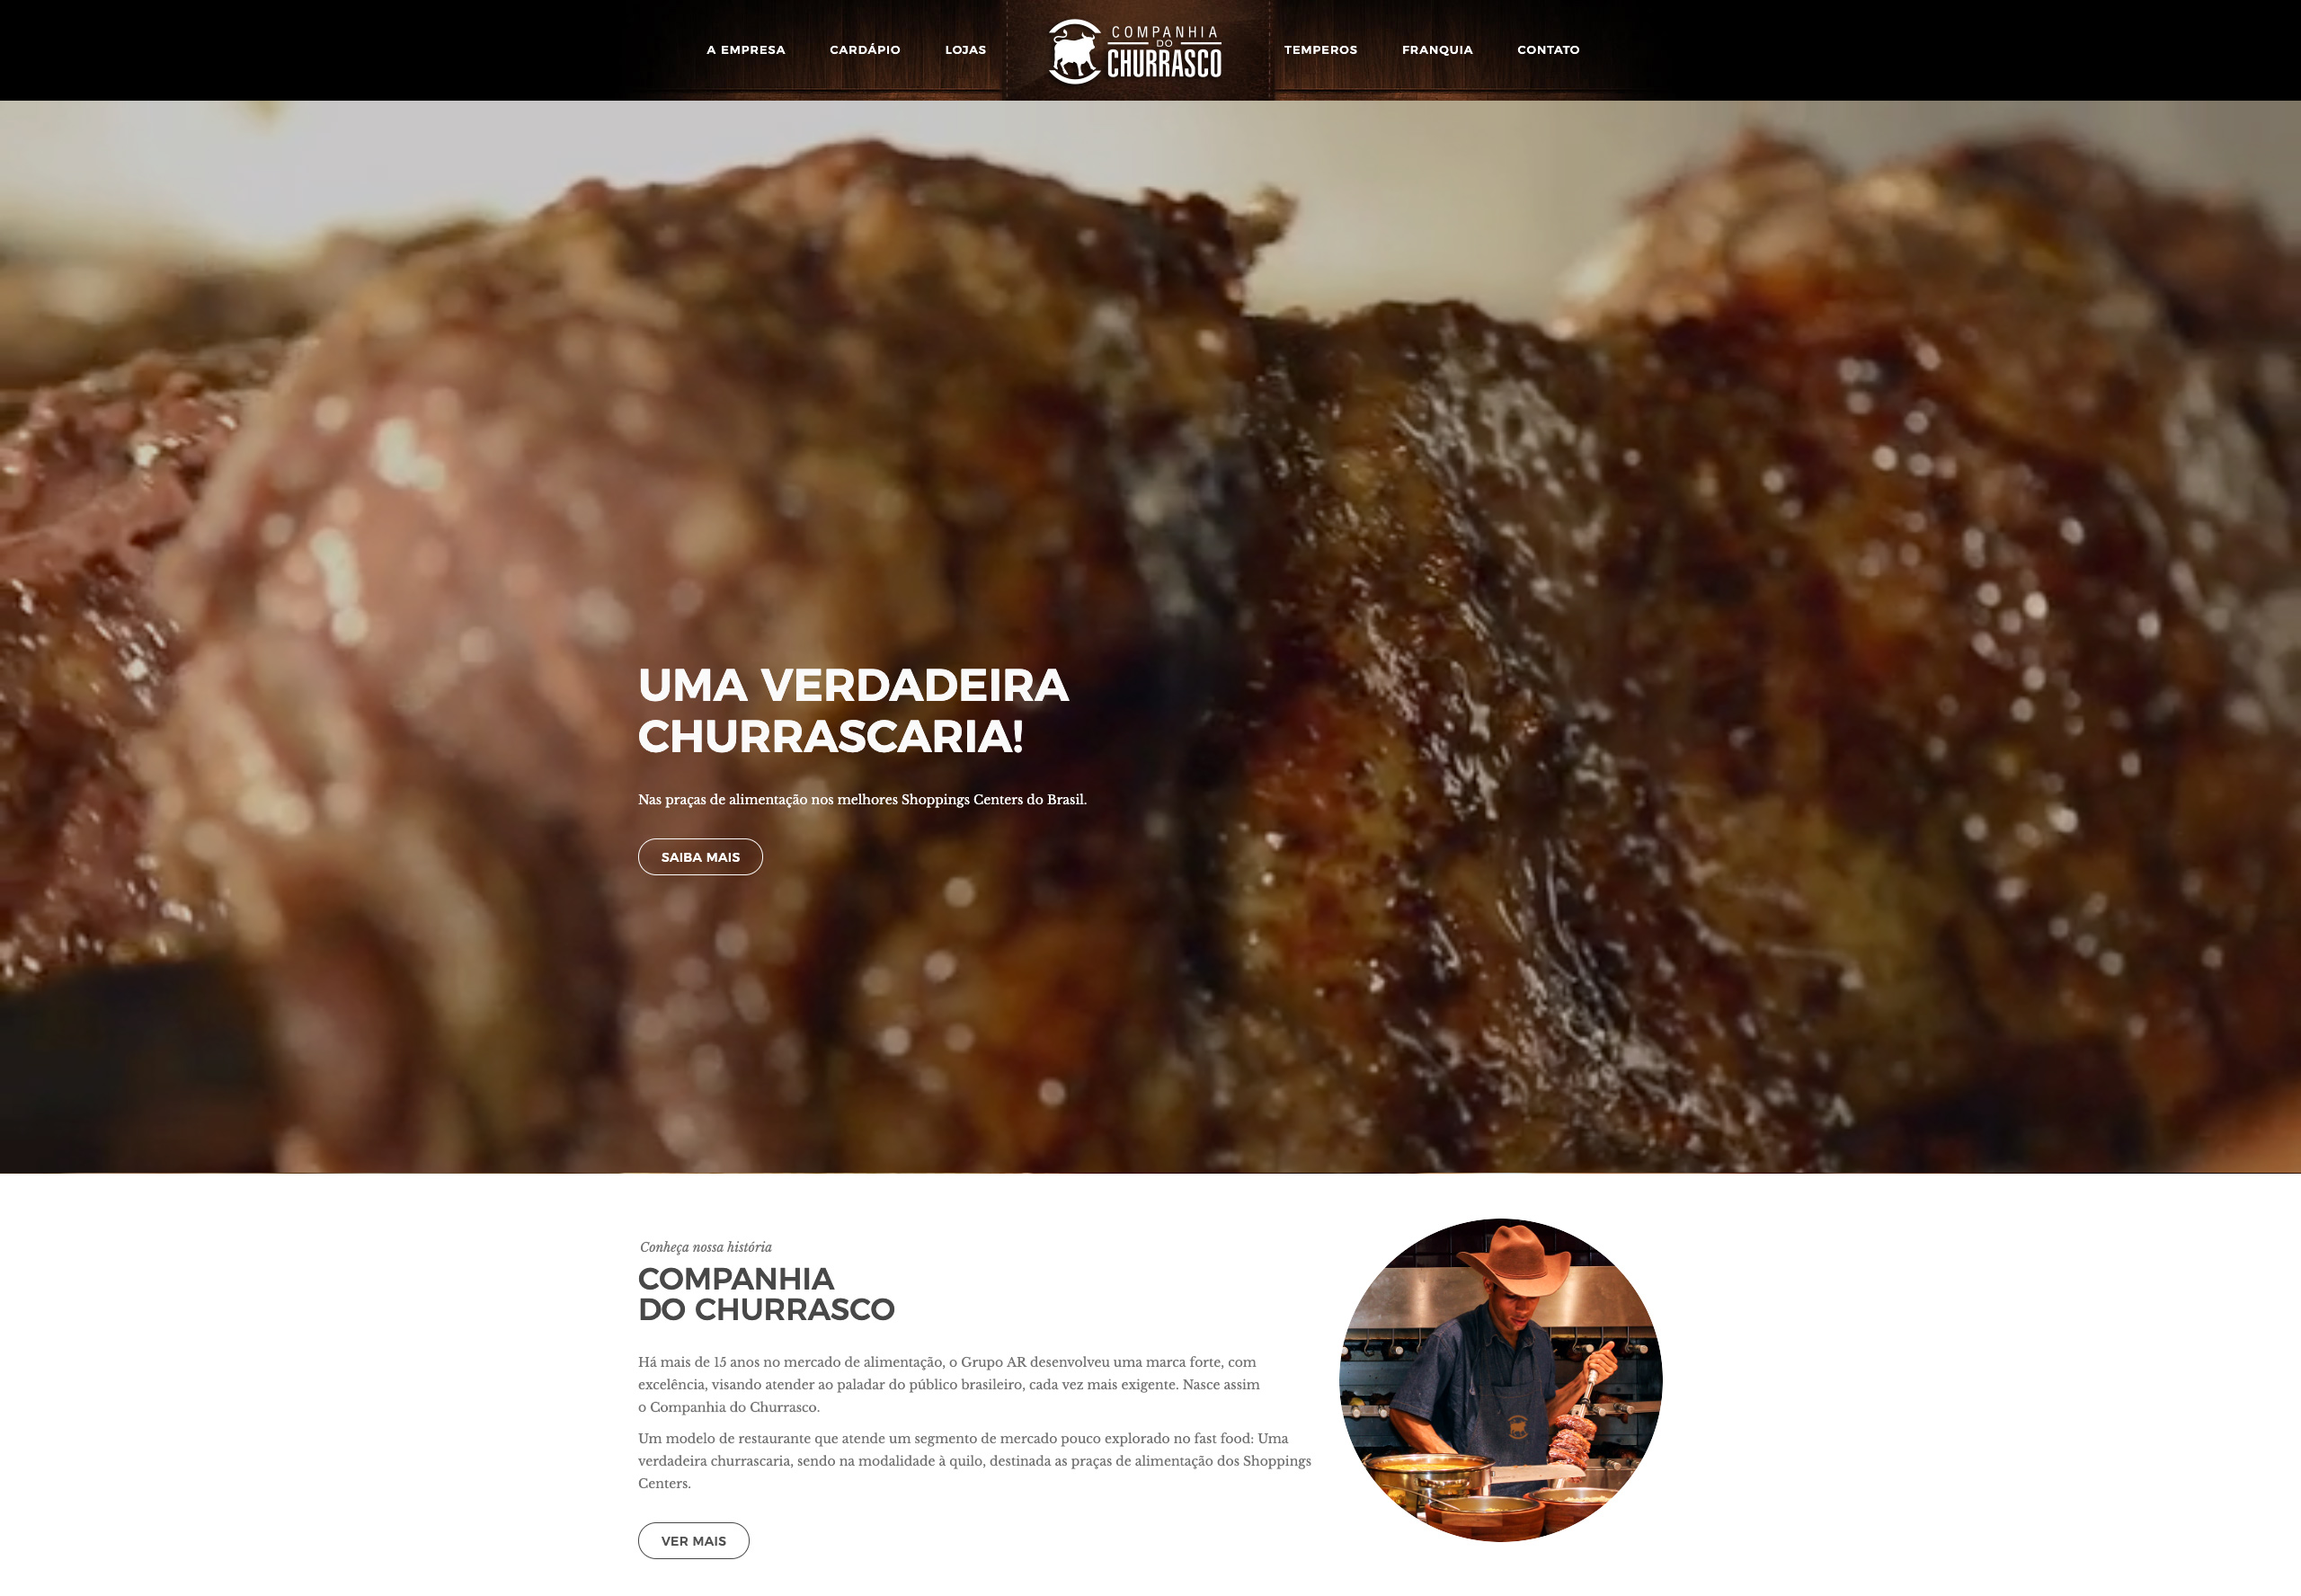 A EMPRESA
CARDÁPIO
LOJAS
COMPANHIA
DO
CHURRASCO
TEMPEROS
FRANQUIA
CONTATO
UMA VERDADEIRA
CHURRASCARIA!
Nas praças de alimentação nos melhores Shoppings Centers do Brasil.
SAIBA MAIS
Conheça nossa história
COMPANHIA
DO CHURRASCO
Há mais de 15 anos no mercado de alimentação, o Grupo AR desenvolveu uma marca forte, com
excelência, visando atender ao paladar do público brasileiro, cada vez mais exigente. Nasce assim
o Companhia do Churrasco.
Um modelo de restaurante que atende um segmento de mercado pouco explorado no fast food: Uma
verdadeira churrascaria, sendo na modalidade à quilo, destinada as praças de alimentação dos Shoppings
Centers.
VER MAIS